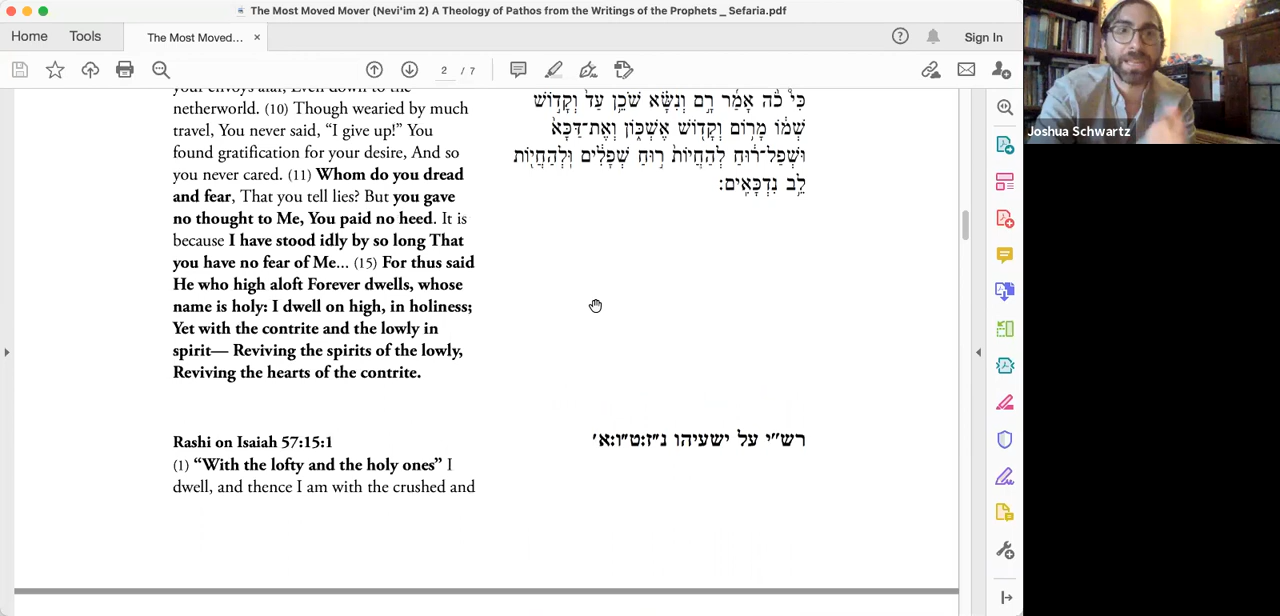 The Most Moved Mover (Nevi'im 2) A Theology of Pathos from the Writings of the Prophets _ Sefaria.pdf
Home Tools The Most Moved... × Sign In
2 / 7
Joshua Schwartz
your envoys afar, Even down to the
netherworld. (10) Though wearied by much
travel, You never said, “I give up!” You
found gratification for your desire, And so
you never cared. (11) Whom do you dread
and fear, That you tell lies? But you gave
no thought to Me, You paid no heed. It is
because I have stood idly by so long That
you have no fear of Me... (15) For thus said
He who high aloft Forever dwells, whose
name is holy: I dwell on high, in holiness;
Yet with the contrite and the lowly in
spirit— Reviving the spirits of the lowly,
Reviving the hearts of the contrite.
כִּי֩ כֹ֨ה אָמַ֜ר רָ֣ם וְנִשָּׂ֗א שֹׁכֵ֥ן עַד֙ וְקָד֣וֹשׁ
שְׁמ֔וֹ מָר֥וֹם וְקָד֖וֹשׁ אֶשְׁכּ֑וֹן וְאֶת־דַּכָּא֙
וּשְׁפַל־ר֔וּחַ לְהַחֲיוֹת֙ ר֣וּחַ שְׁפָלִ֔ים וּֽלְהַחֲי֖וֹת
לֵ֥ב נִדְכָּאִֽים׃
Rashi on Isaiah 57:15:1
(1) “With the lofty and the holy ones” I
dwell, and thence I am with the crushed and
רש״י על ישעיהו נ״ז:ט״ו:א׳